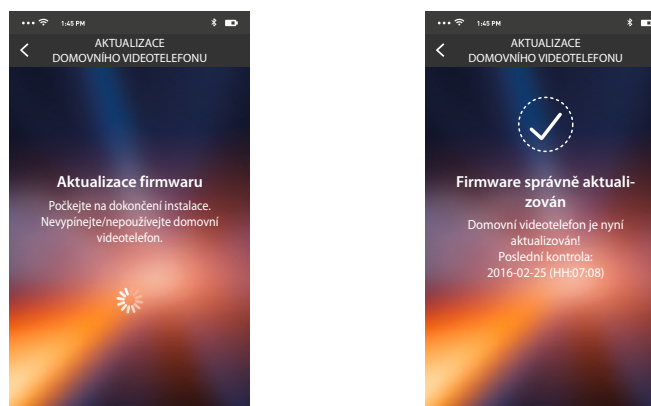 1:45 PM
AKTUALIZACE
DOMOVNÍHO VIDEOTELEFONU
Aktualizace firmwaru
Počkejte na dokončení instalace.
Nevypínejte/nepoužívejte domovní
videotelefon.
1:45 PM
AKTUALIZACE
DOMOVNÍHO VIDEOTELEFONU
Firmware správně aktuali-
zován
Domovní videotelefon je nyní
aktualizován!
Poslední kontrola:
2016-02-25 (HH:07:08)